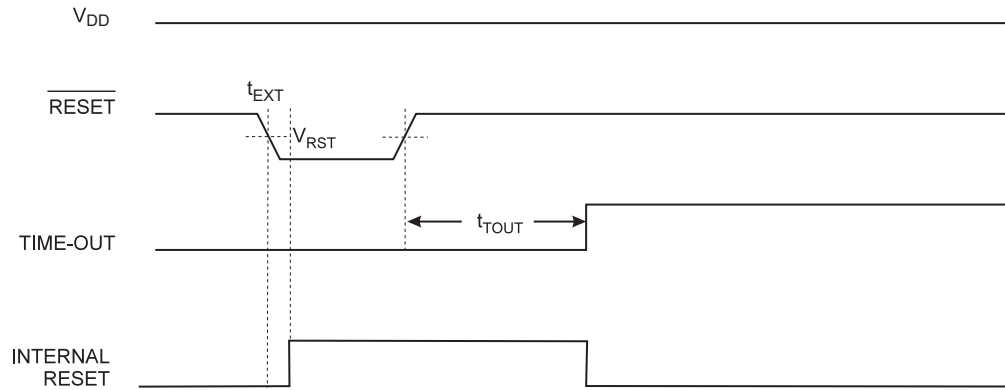 VDD
RESET
tEXT
VRST
tTOUT
TIME-OUT
INTERNAL
RESET